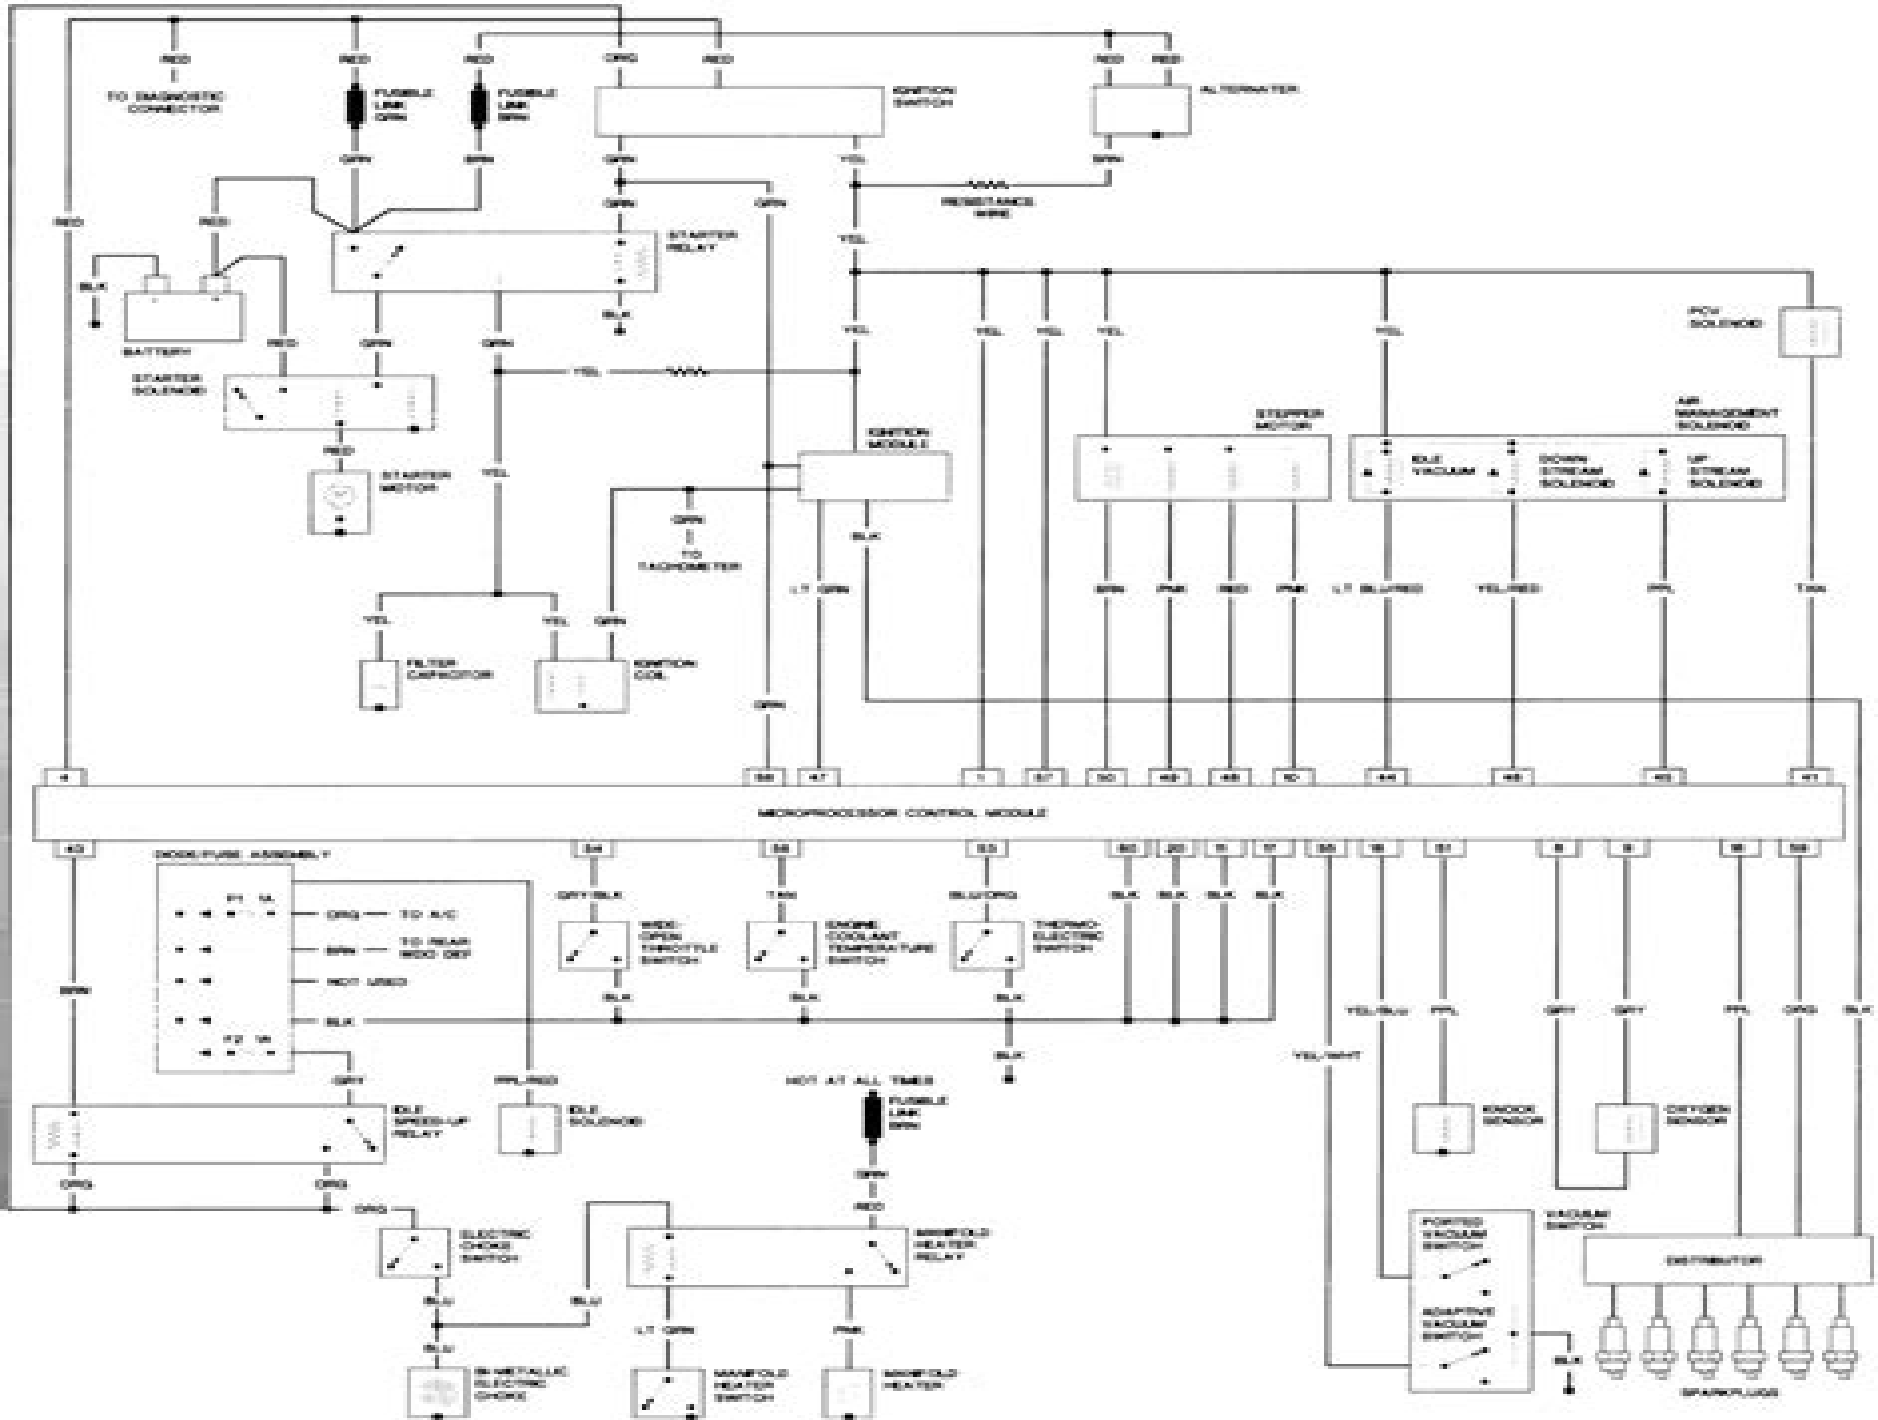 RED
RED
RED
ORG
RED
RED
RED
TO DIAGNOSTIC
CONNECTOR
FUSIBLE
LINK
GRN
FUSIBLE
LINK
BRN
IGNITION
SWITCH
ALTERNATER
GRN
BRN
GRN
YEL
BRN
RESISTANCE
WIRE
RED
RED
GRN
GRN
YEL
STARTER
RELAY
BLK
BLK
BATTERY
RED
GRN
GRN
YEL
YEL
YEL
YEL
YEL
PCV
SOLENOID
STARTER
SOLENOID
YEL
RED
STARTER
MOTOR
YEL
IGNITION
MODULE
STEPPER
MOTOR
AIR
MANAGEMENT
SOLENOID
IDLE
VACUUM
DOWN
STREAM
SOLENOID
UP
STREAM
SOLENOID
GRN
TO
TACHOMETER
BLK
LT GRN
BRN
PNK
RED
PNK
LT BLU/RED
YEL/RED
PPL
TAN
YEL
YEL
GRN
FILTER
CAPACITOR
IGNITION
COIL
GRN
4
47
1
MICROPROCESSOR CONTROL MODULE
DIODE/FUSE ASSEMBLY
F1 1A
ORG
TO A/C
BRN
TO REAR
WDO DEF
NOT USED
BLK
F2 1A
GRY
GRY/BLK
TAN
BLU/ORG
BLK
BLK
BLK
BLK
WIDE-
OPEN
THROTTLE
SWITCH
ENGINE
COOLANT
TEMPERATURE
SWITCH
THERMO-
ELECTRIC
SWITCH
BLK
BLK
BLK
BLK
BRN
YEL/BLU
PPL
GRY
GRY
PPL
ORG
BLK
YEL/WHT
PPL/RED
HOT AT ALL TIMES
FUSIBLE
LINK
BRN
IDLE
SPEED-UP
RELAY
IDLE
SOLENOID
KNOCK
SENSOR
OXYGEN
SENSOR
ORG
ORG
ORG
RED
ELECTRIC
CHOKE
SWITCH
MANIFOLD
HEATER
RELAY
PORTED
VACUUM
SWITCH
VACUUM
SWITCH
DISTRIBUTOR
BLU
BLU
BLU
LT GRN
PNK
ADAPTIVE
VACUUM
SWITCH
BLK
BI-METALLIC
ELECTRIC
CHOKE
MANIFOLD
HEATER
SWITCH
MANIFOLD
HEATER
SPARKPLUGS